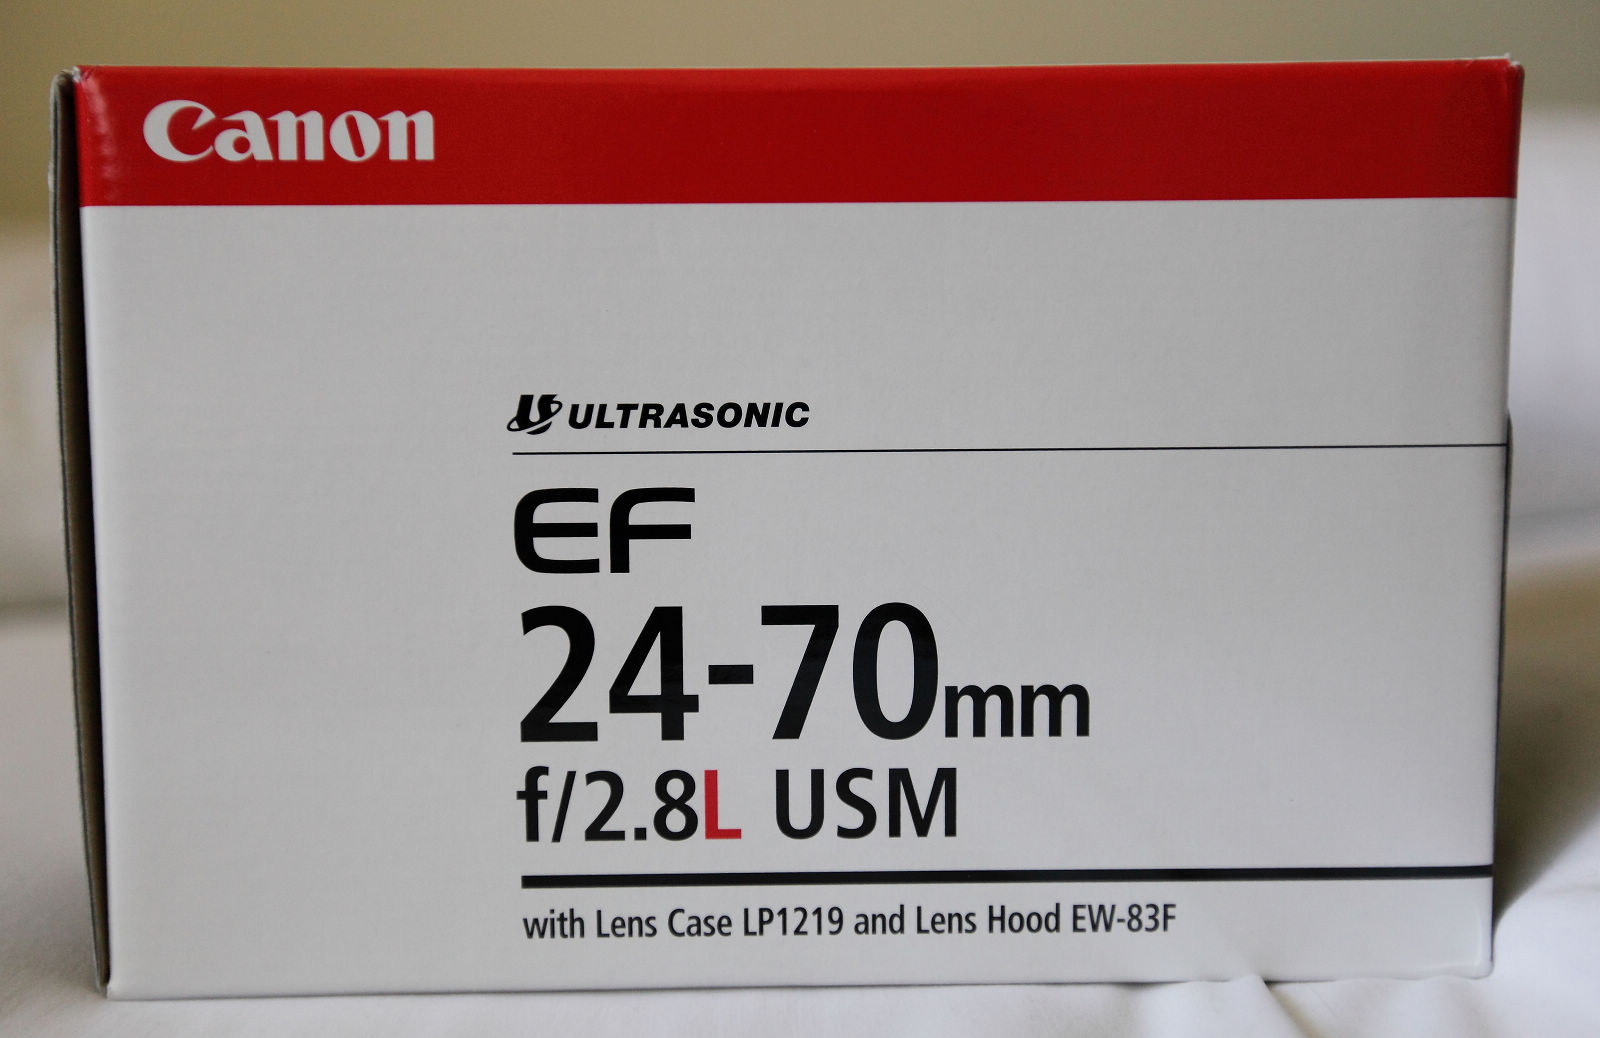 Canon
ULTRASONIC
EF
24-70mm
f/2.8L USM
with Lens Case LP1219 and Lens Hood EW-83F